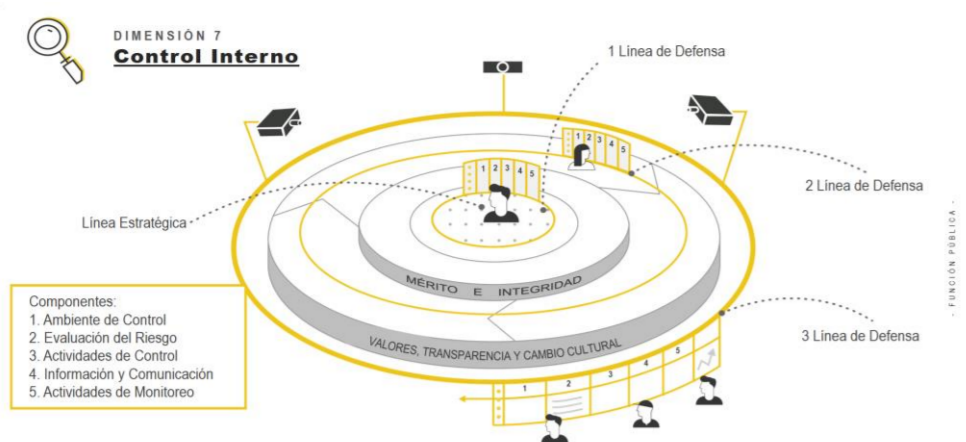 DIMENSIÓN 7
Control Interno
1 Línea de Defensa
1 2 3 4 5
1 2 3 4 5
2 Línea de Defensa
Línea Estratégica
MÉRITO E INTEGRIDAD
VALORES, TRANSPARENCIA Y CAMBIO CULTURAL
3 Línea de Defensa
1 2 3 4 5
Componentes:
1. Ambiente de Control
2. Evaluación del Riesgo
3. Actividades de Control
4. Información y Comunicación
5. Actividades de Monitoreo
- FUNCIÓN PÚBLICA -